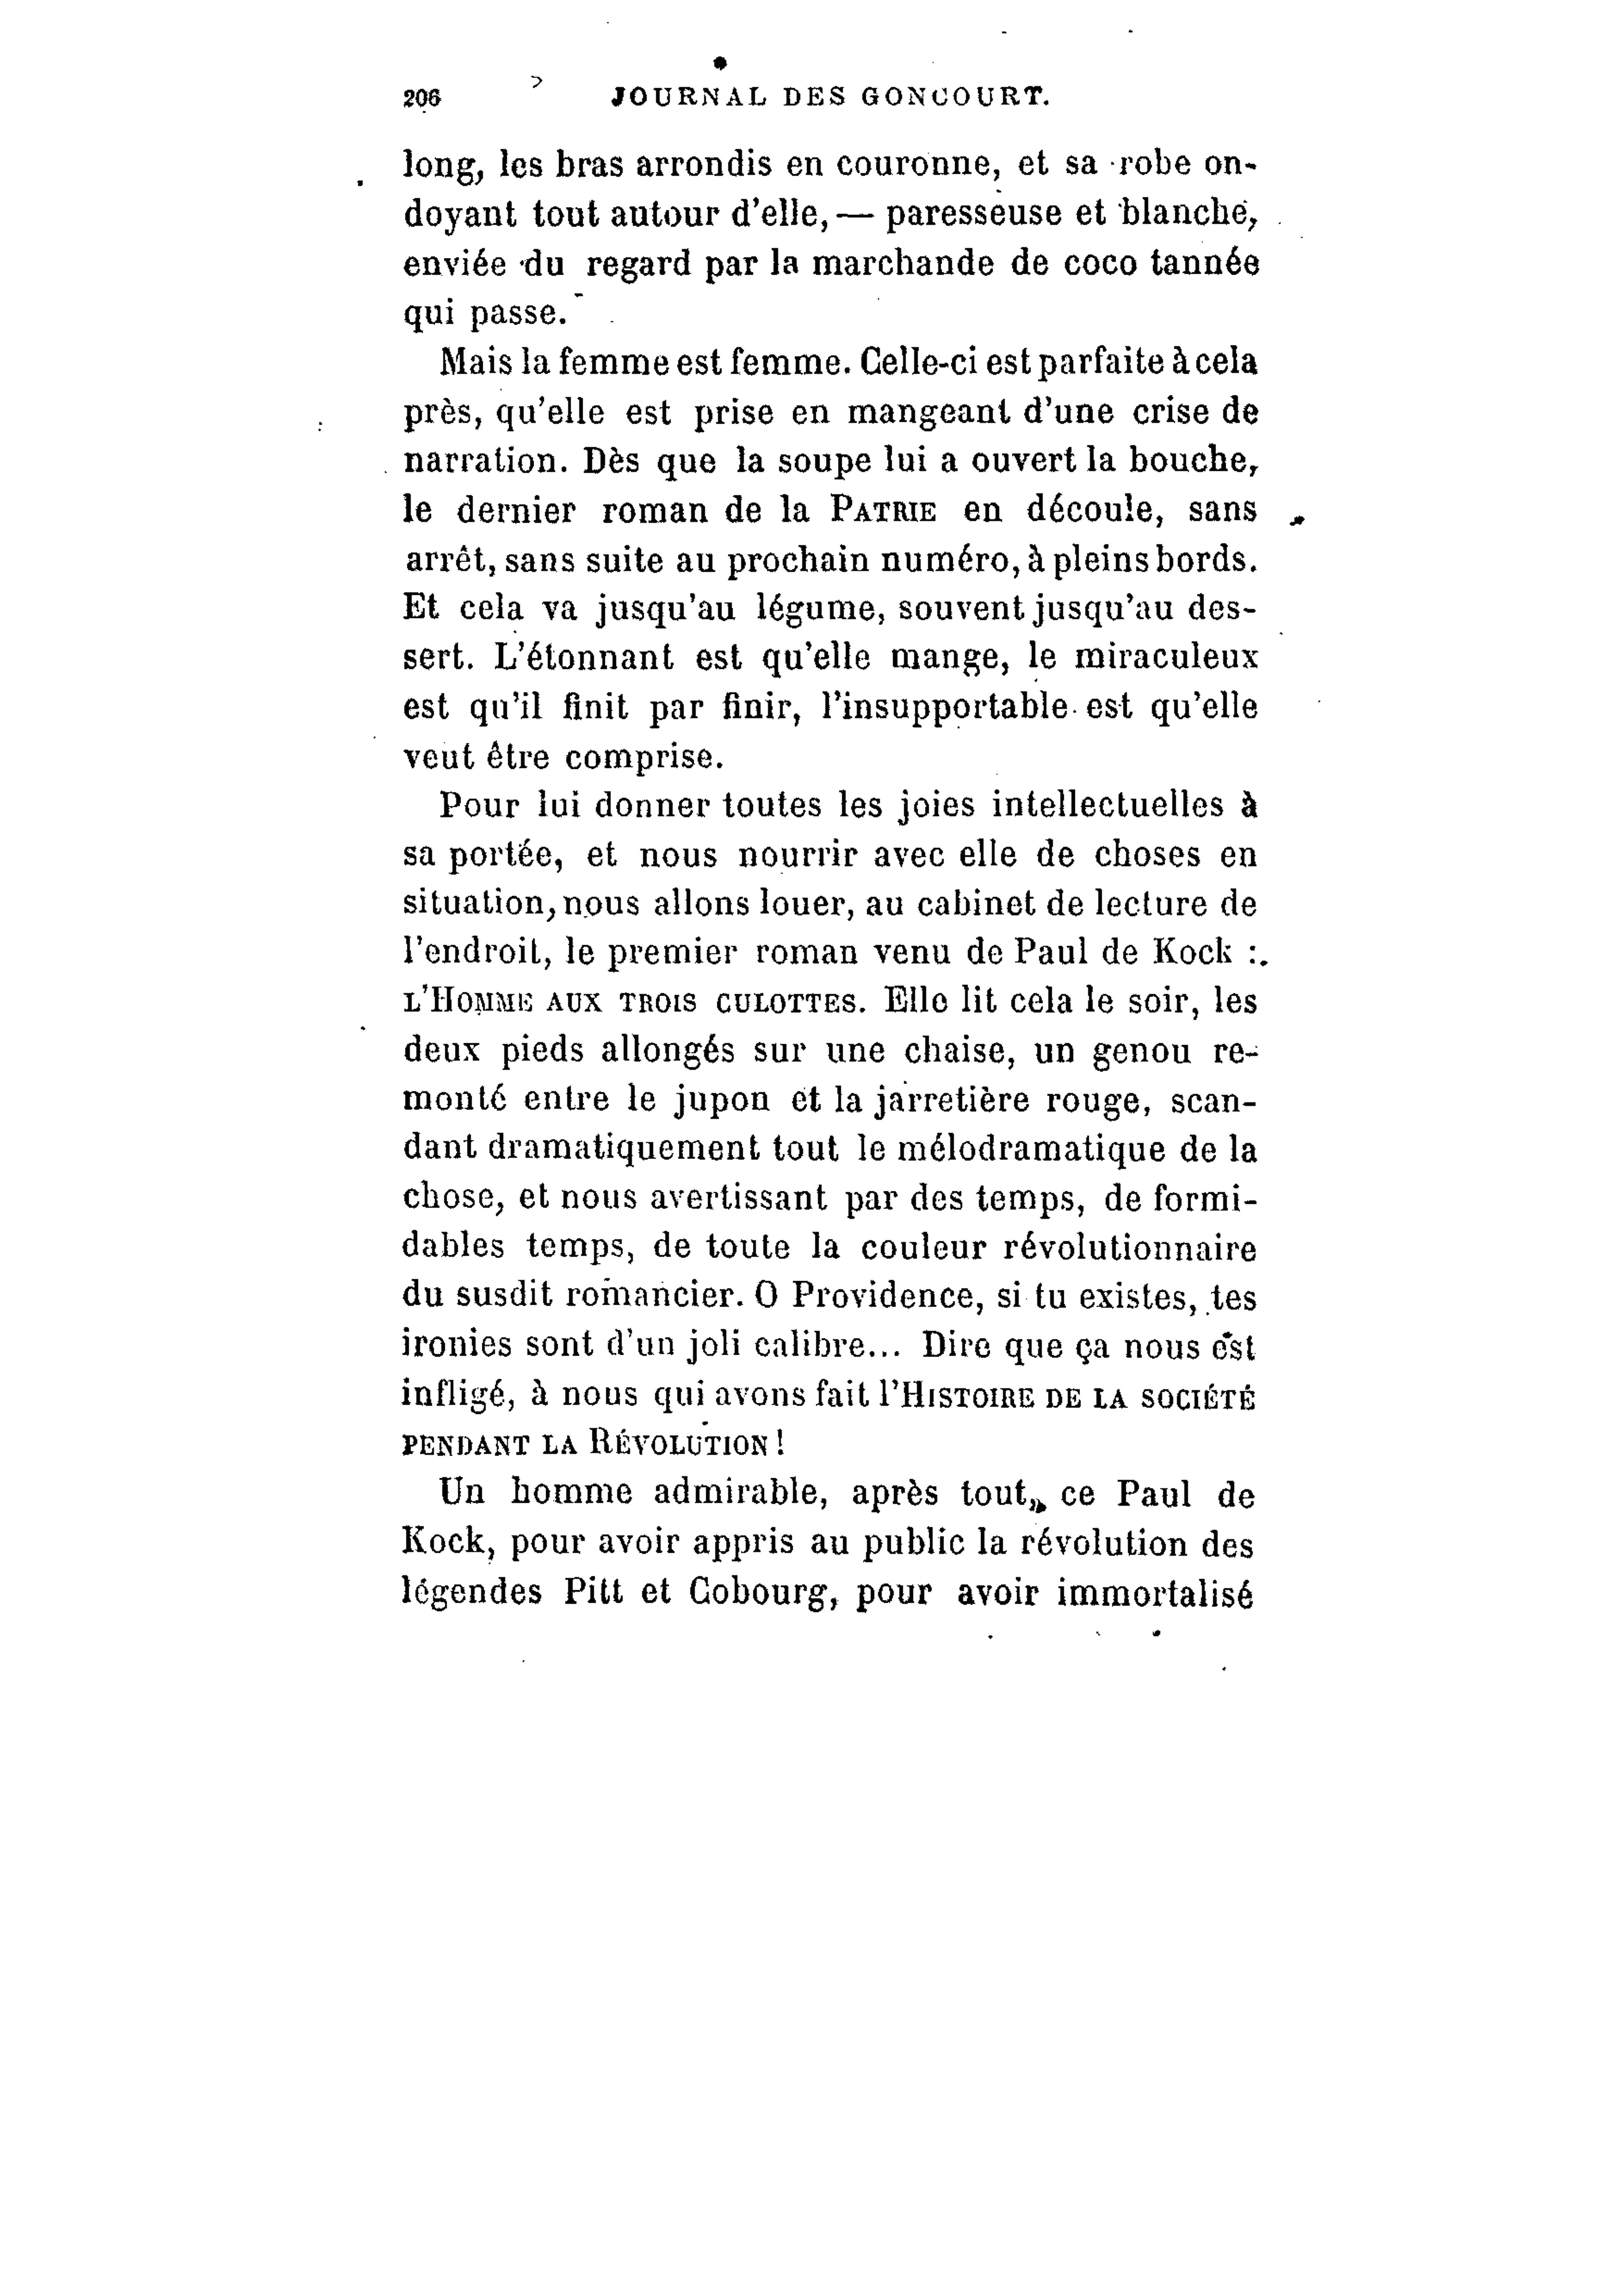 206 JOURNAL DES GONCOURT.
long, les bras arrondis en couronne, et sa robe on-
doyant tout autour d'elle, — paresseuse et blanche,
enviée du regard par la marchande de coco tannée
qui passe.
Mais la femme est femme. Celle-ci est parfaite à cela
près, qu'elle est prise en mangeant d'une crise de
narration. Dès que la soupe lui a ouvert la bouche,
le dernier roman de la PATRIE en découle, sans
arrêt, sans suite au prochain numéro, à pleins bords.
Et cela va jusqu'au légume, souvent jusqu'au des-
sert. L'étonnant est qu'elle mange, le miraculeux
est qu'il finit par finir, l'insupportable est qu'elle
veut être comprise.
Pour lui donner toutes les joies intellectuelles à
sa portée, et nous nourrir avec elle de choses en
situation, nous allons louer, au cabinet de lecture de
l'endroit, le premier roman venu de Paul de Kock :
L'HOMME AUX TROIS CULOTTES. Elle lit cela le soir, les
deux pieds allongés sur une chaise, un genou re-
monté entre le jupon et la jarretière rouge, scan-
dant dramatiquement tout le mélodramatique de la
chose, et nous avertissant par des temps, de formi-
dables temps, de toute la couleur révolutionnaire
du susdit romancier. O Providence, si tu existes, tes
ironies sont d'un joli calibre... Dire que ça nous est
infligé, à nous qui avons fait l'HISTOIRE DE LA SOCIÉTÉ
PENDANT LA RÉVOLUTION !
Un homme admirable, après tout, ce Paul de
Kock, pour avoir appris au public la révolution des
légendes Pitt et Cobourg, pour avoir immortalisé